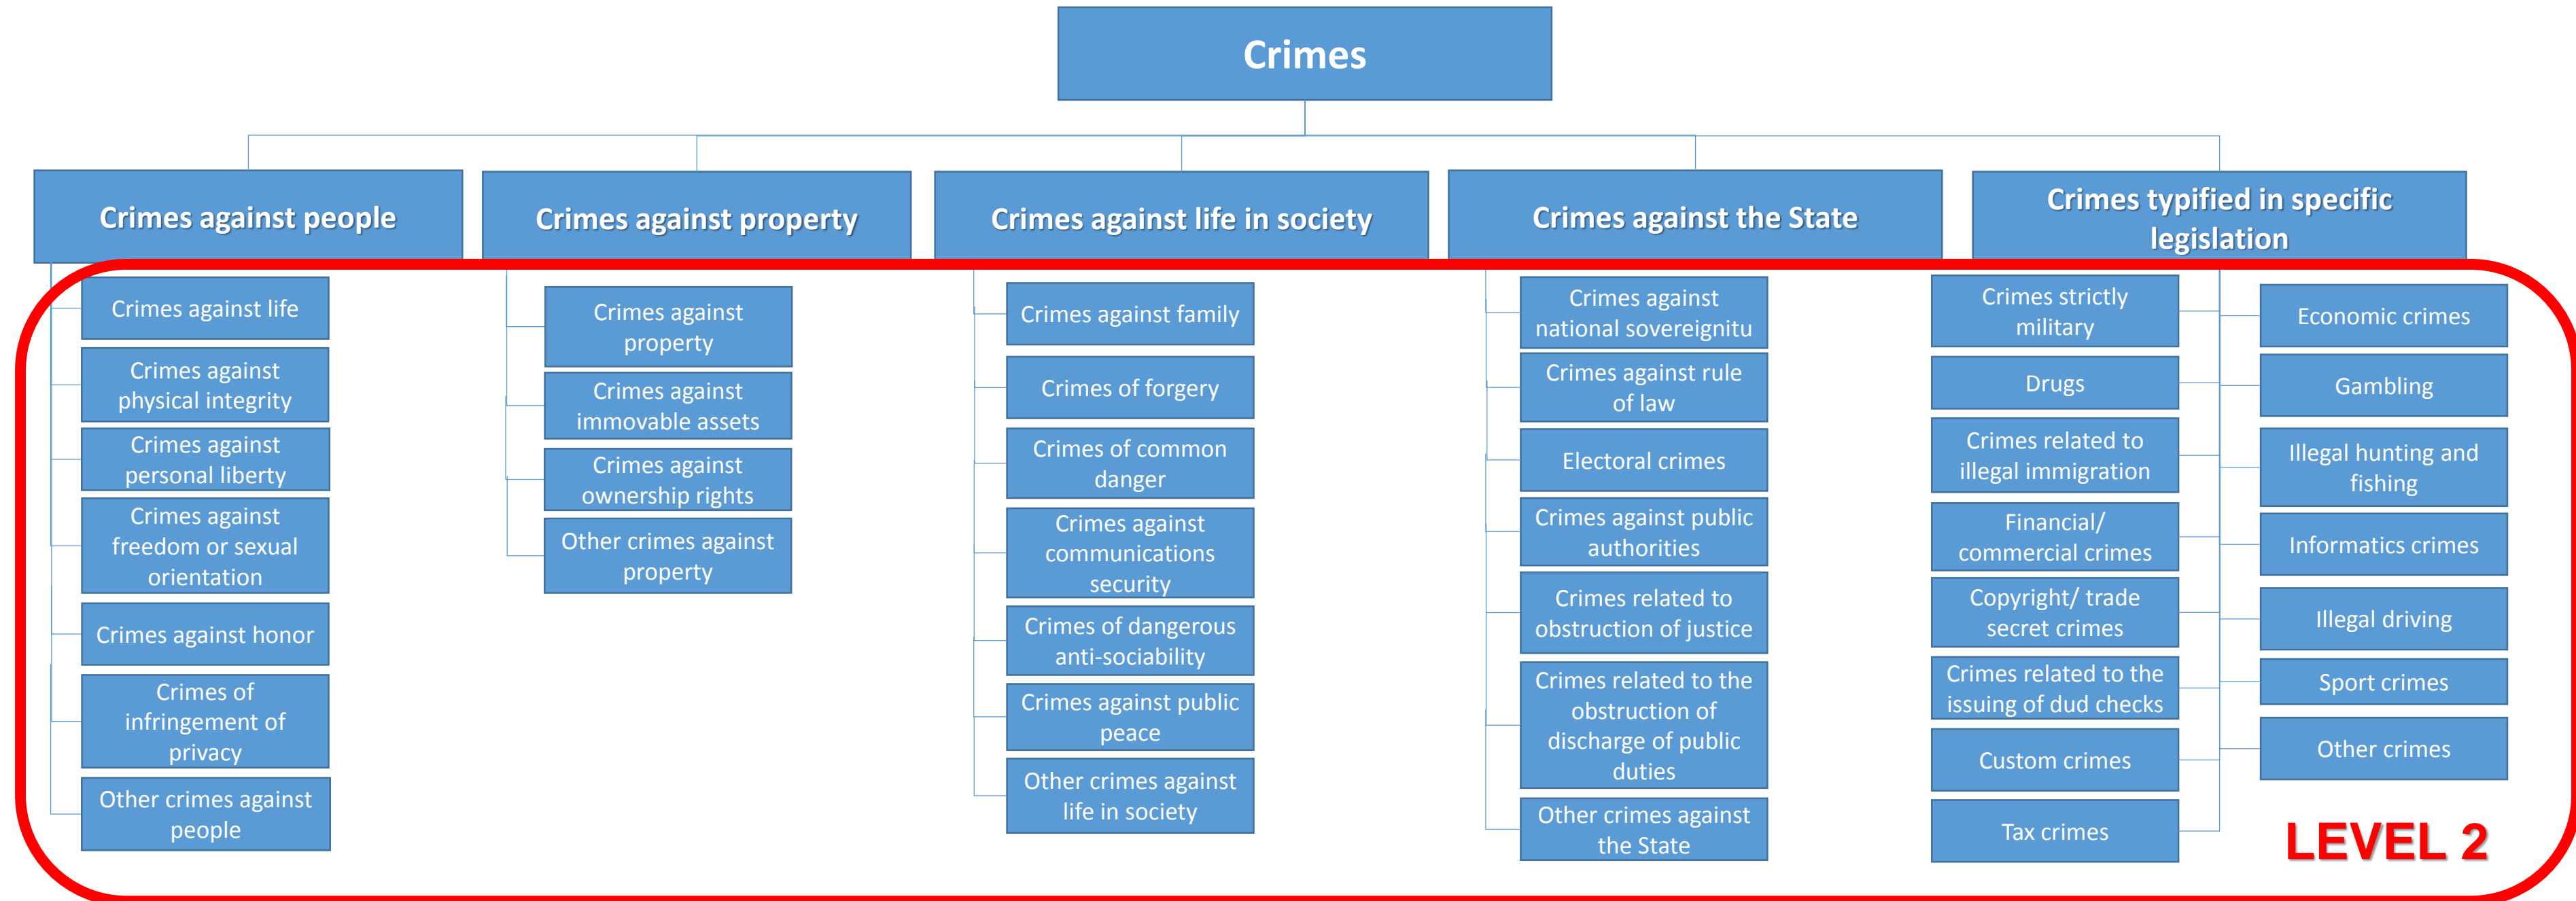 Crimes
Crimes against people
Crimes against property
Crimes against life in society
Crimes against the State
Crimes typified in specific
legislation
Crimes against life
Crimes against
physical integrity
Crimes against
personal liberty
Crimes against
freedom or sexual
orientation
Crimes against honor
Crimes of
infringement of
privacy
Other crimes against
people
Crimes against
property
Crimes against
immovable assets
Crimes against
ownership rights
Other crimes against
property
Crimes against family
Crimes of forgery
Crimes of common
danger
Crimes against
communications
security
Crimes of dangerous
anti-sociability
Crimes against public
peace
Other crimes against
life in society
Crimes against
national sovereignitu
Crimes against rule
of law
Electoral crimes
Crimes against public
authorities
Crimes related to
obstruction of justice
Crimes related to the
obstruction of
discharge of public
duties
Other crimes against
the State
Crimes strictly
military
Drugs
Crimes related to
illegal immigration
Financial/
commercial crimes
Copyright/ trade
secret crimes
Crimes related to the
issuing of dud checks
Custom crimes
Tax crimes
Economic crimes
Gambling
Illegal hunting and
fishing
Informatics crimes
Illegal driving
Sport crimes
Other crimes
LEVEL 2